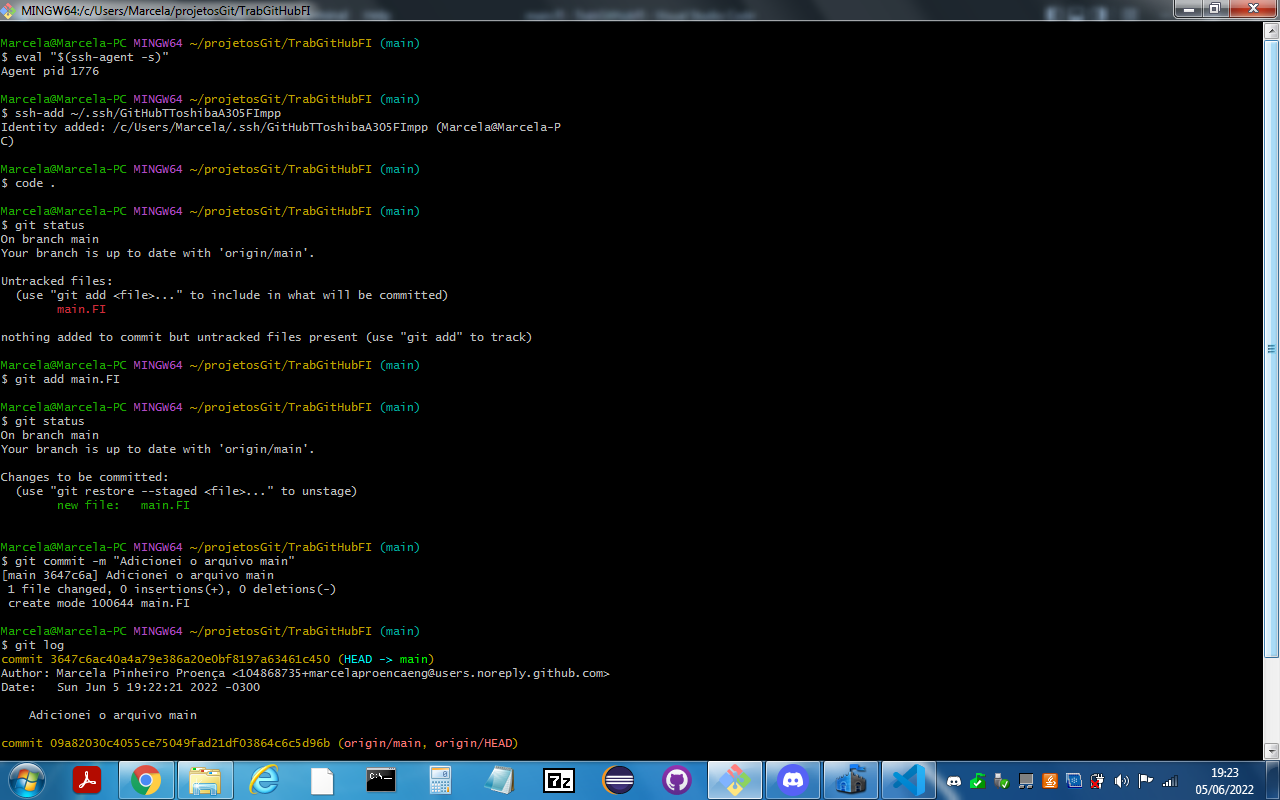 MINGW64:/c/Users/Marcela/projetosGit/TrabGitHubFI
Marcela@Marcela-PC MINGW64 ~/projetosGit/TrabGitHubFI (main)
$ eval "$(ssh-agent -s)"
Agent pid 1776
Marcela@Marcela-PC MINGW64 ~/projetosGit/TrabGitHubFI (main)
$ ssh-add ~/.ssh/GitHubTToshibaA305FImpp
Identity added: /c/Users/Marcela/.ssh/GitHubTToshibaA305FImpp (Marcela@Marcela-P
C)
Marcela@Marcela-PC MINGW64 ~/projetosGit/TrabGitHubFI (main)
$ code .
Marcela@Marcela-PC MINGW64 ~/projetosGit/TrabGitHubFI (main)
$ git status
On branch main
Your branch is up to date with 'origin/main'.
Untracked files:
  (use "git add <file>..." to include in what will be committed)
        main.FI
nothing added to commit but untracked files present (use "git add" to track)
Marcela@Marcela-PC MINGW64 ~/projetosGit/TrabGitHubFI (main)
$ git add main.FI
Marcela@Marcela-PC MINGW64 ~/projetosGit/TrabGitHubFI (main)
$ git status
On branch main
Your branch is up to date with 'origin/main'.
Changes to be committed:
  (use "git restore --staged <file>..." to unstage)
        new file:   main.FI
Marcela@Marcela-PC MINGW64 ~/projetosGit/TrabGitHubFI (main)
$ git commit -m "Adicionei o arquivo main"
[main 3647c6a] Adicionei o arquivo main
 1 file changed, 0 insertions(+), 0 deletions(-)
 create mode 100644 main.FI
Marcela@Marcela-PC MINGW64 ~/projetosGit/TrabGitHubFI (main)
$ git log
commit 3647c6ac40a4a79e386a20e0bf8197a63461c450 (HEAD -> main)
Author: Marcela Pinheiro Proença <104868735+marcelaproencaeng@users.noreply.github.com>
Date:   Sun Jun 5 19:22:21 2022 -0300
    Adicionei o arquivo main
commit 09a82030c4055ce75049fad21df03864c6c5d96b (origin/main, origin/HEAD)
C:\_
7z
19:23
05/06/2022